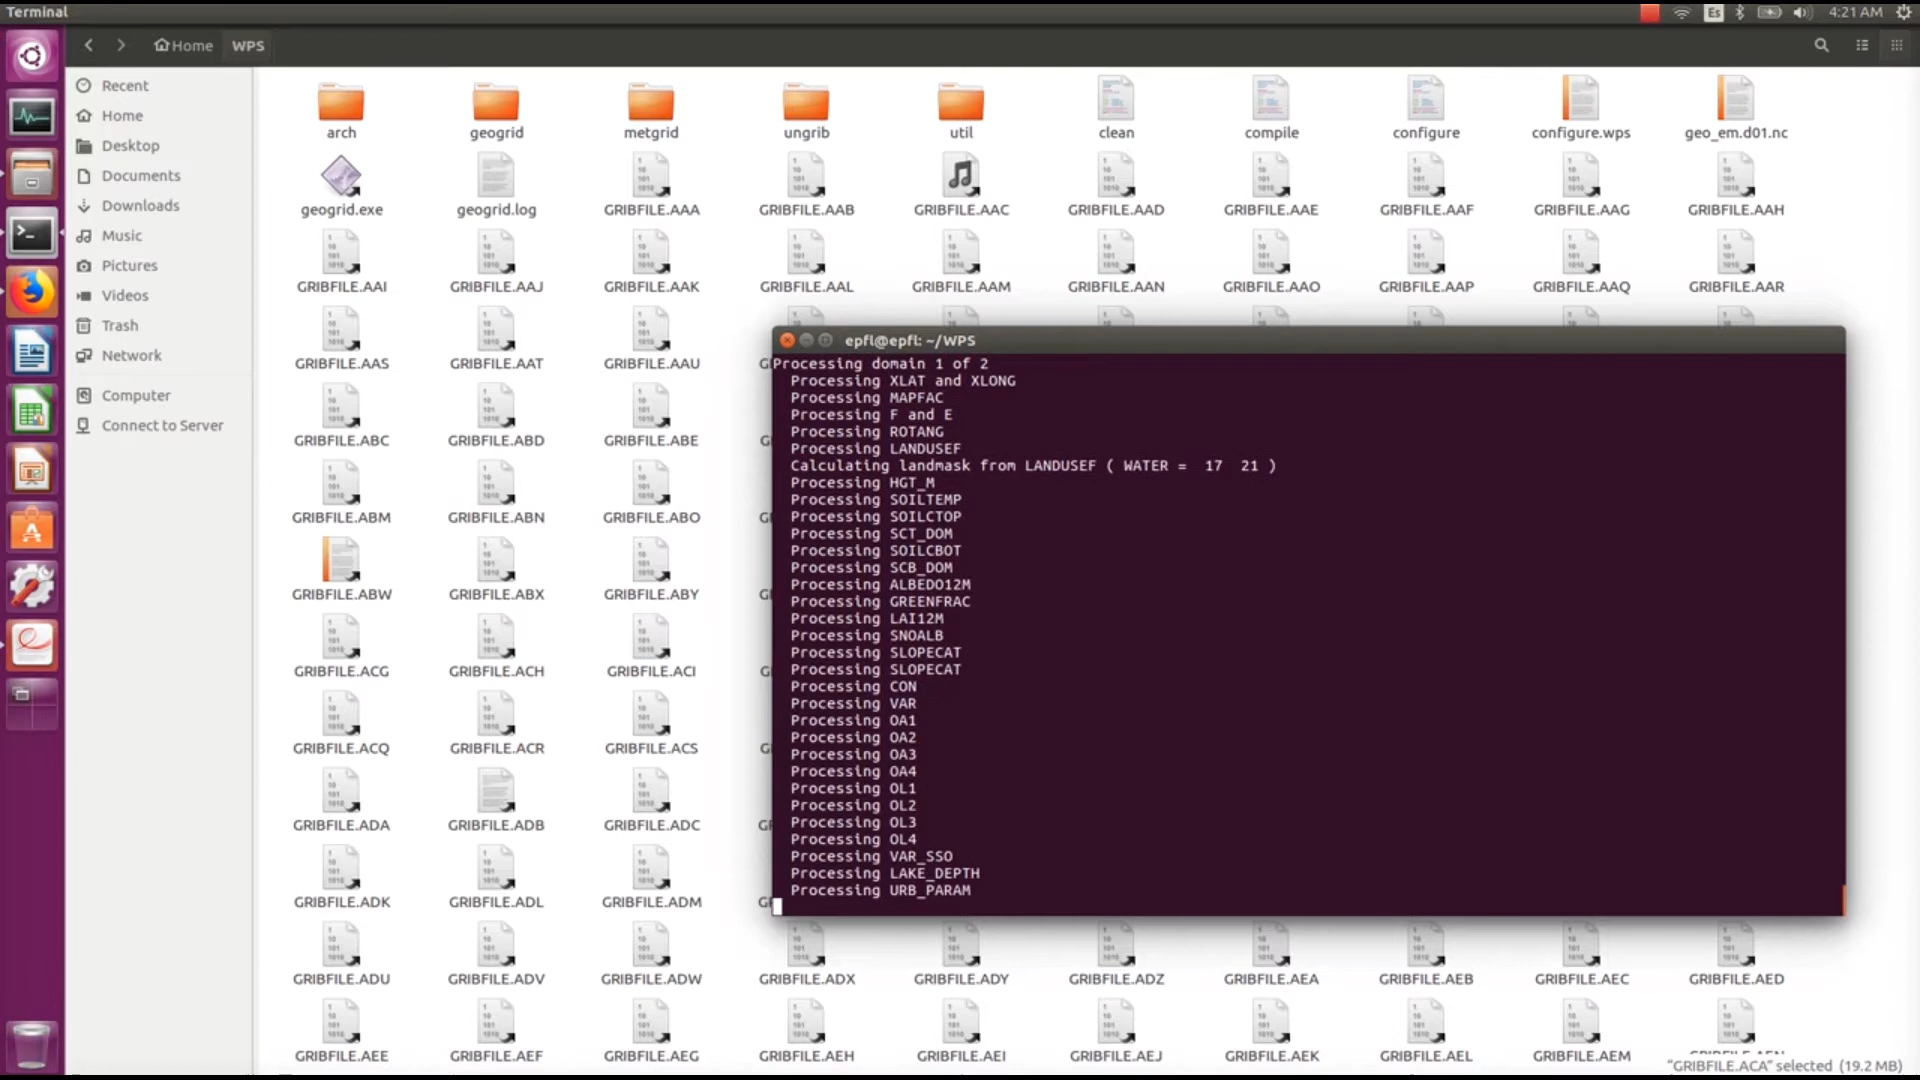 Terminal
Es
4:21 AM
Home WPS
Recent
Home
Desktop
Documents
Downloads
Music
Pictures
Videos
Trash
Network
Computer
Connect to Server
arch geogrid metgrid ungrib util clean compile configure configure.wps geo_em.d01.nc
geogrid.exe geogrid.log GRIBFILE.AAA GRIBFILE.AAB GRIBFILE.AAC GRIBFILE.AAD GRIBFILE.AAE GRIBFILE.AAF GRIBFILE.AAG GRIBFILE.AAH
GRIBFILE.AAI GRIBFILE.AAJ GRIBFILE.AAK GRIBFILE.AAL GRIBFILE.AAM GRIBFILE.AAN GRIBFILE.AAO GRIBFILE.AAP GRIBFILE.AAQ GRIBFILE.AAR
GRIBFILE.AAS GRIBFILE.AAT GRIBFILE.AAU
GRIBFILE.ABC GRIBFILE.ABD GRIBFILE.ABE
GRIBFILE.ABM GRIBFILE.ABN GRIBFILE.ABO
GRIBFILE.ABW GRIBFILE.ABX GRIBFILE.ABY
GRIBFILE.ACG GRIBFILE.ACH GRIBFILE.ACI
GRIBFILE.ACQ GRIBFILE.ACR GRIBFILE.ACS
GRIBFILE.ADA GRIBFILE.ADB GRIBFILE.ADC
GRIBFILE.ADK GRIBFILE.ADL GRIBFILE.ADM
GRIBFILE.ADU GRIBFILE.ADV GRIBFILE.ADW GRIBFILE.ADX GRIBFILE.ADY GRIBFILE.ADZ GRIBFILE.AEA GRIBFILE.AEB GRIBFILE.AEC GRIBFILE.AED
GRIBFILE.AEE GRIBFILE.AEF GRIBFILE.AEG GRIBFILE.AEH GRIBFILE.AEI GRIBFILE.AEJ GRIBFILE.AEK GRIBFILE.AEL GRIBFILE.AEM
epfl@epfl: ~/WPS
Processing domain 1 of 2
Processing XLAT and XLONG
Processing MAPFAC
Processing F and E
Processing ROTANG
Processing LANDUSEF
Calculating landmask from LANDUSEF ( WATER = 17 21 )
Processing HGT_M
Processing SOILTEMP
Processing SOILCTOP
Processing SCT_DOM
Processing SOILCBOT
Processing SCB_DOM
Processing ALBEDO12M
Processing GREENFRAC
Processing LAI12M
Processing SNOALB
Processing SLOPECAT
Processing SLOPECAT
Processing CON
Processing VAR
Processing OA1
Processing OA2
Processing OA3
Processing OA4
Processing OL1
Processing OL2
Processing OL3
Processing OL4
Processing VAR_SSO
Processing LAKE_DEPTH
Processing URB_PARAM
"GRIBFILE.ACA" selected (19.2 MB)